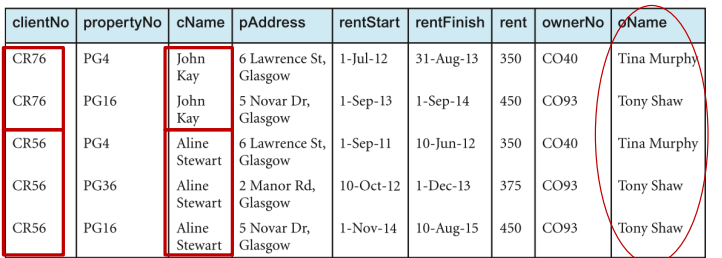 clientNo propertyNo cName pAddress rentStart rentFinish rent ownerNo oName
CR76 PG4 John 6 Lawrence St, 1-Jul-12 31-Aug-13 350 CO40 Tina Murphy
Kay Glasgow
CR76 PG16 John 5 Novar Dr, 1-Sep-13 1-Sep-14 450 CO93 Tony Shaw
Kay Glasgow
CR56 PG4 Aline 6 Lawrence St, 1-Sep-11 10-Jun-12 350 CO40 Tina Murphy
Stewart Glasgow
CR56 PG36 Aline 2 Manor Rd, 10-Oct-12 1-Dec-13 375 CO93 Tony Shaw
Stewart Glasgow
CR56 PG16 Aline 5 Novar Dr, 1-Nov-14 10-Aug-15 450 CO93 Tony Shaw
Stewart Glasgow